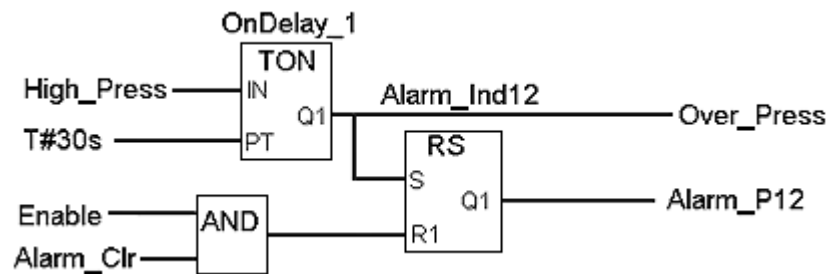 OnDelay_1
TON
High_Press
IN
Q1
Alarm_Ind12
Over_Press
T#30s
PT
RS
S
Q1
Alarm_P12
Enable
AND
Alarm_Clr
R1